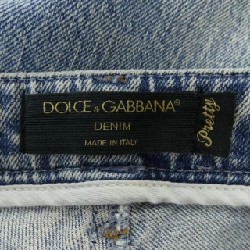 DOLCE & GABBANA®
DENIM
MADE IN ITALY
Pretty